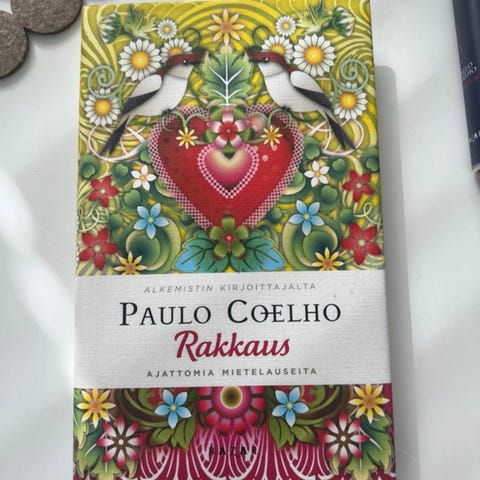 ALKEMISTIN KIRJOITTAJALTA
PAULO COELHO
Rakkaus
AJATTOMIA MIETELAUSEITA
BAZAR